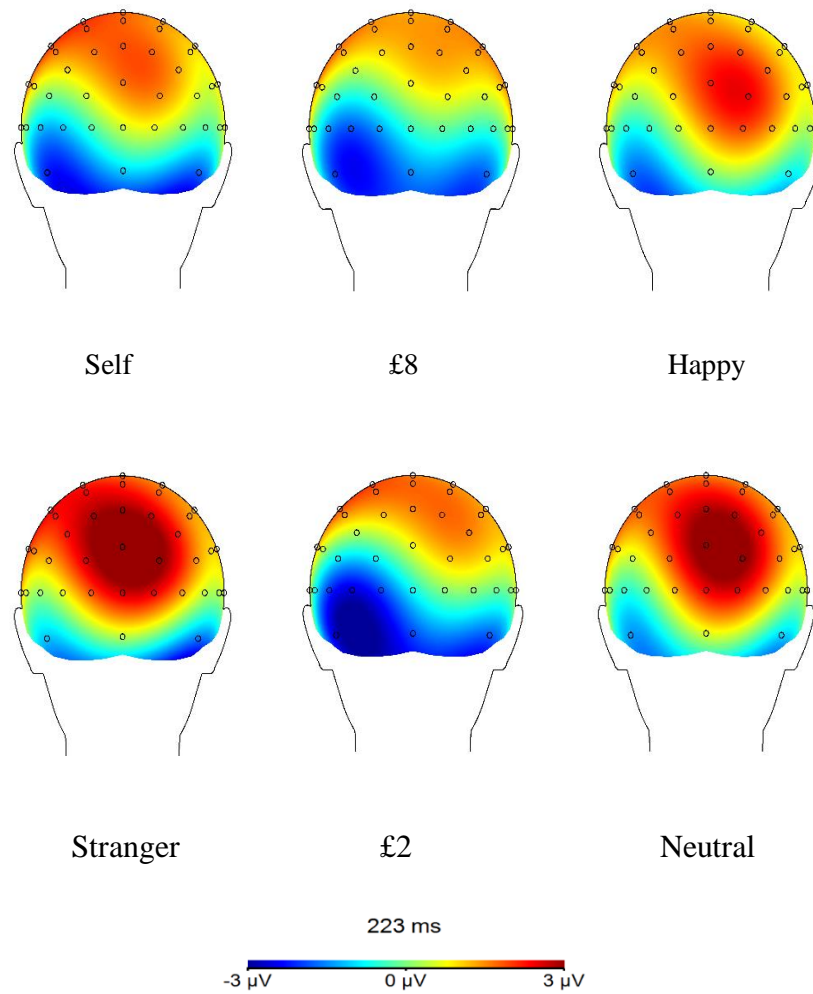 Self £8 Happy
Stranger £2 Neutral
223 ms
-3 µV 0 µV 3 µV